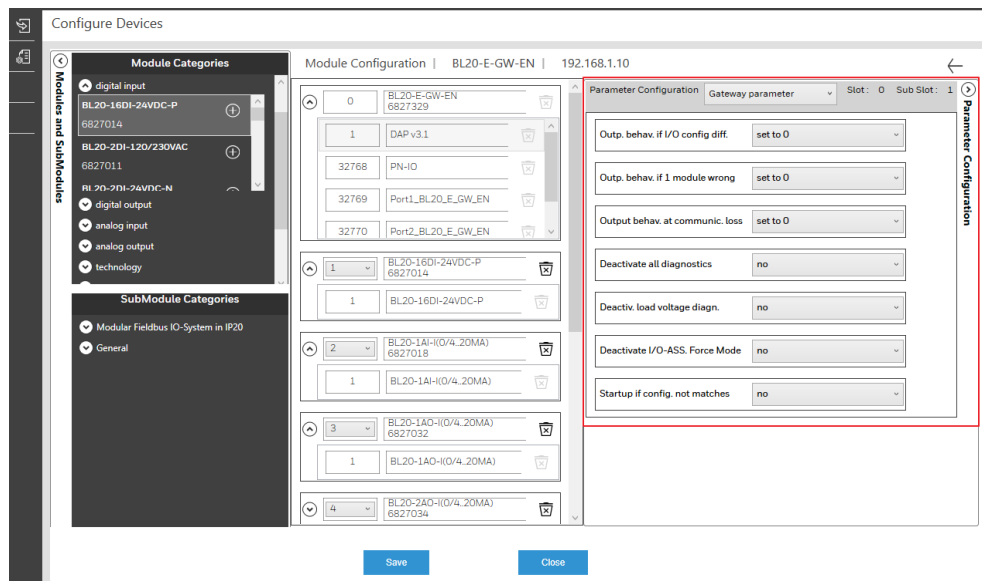 Configure Devices
Modules and SubModules
Module Categories
digital input
BL20-16DI-24VDC-P
6827014
BL20-2DI-120/230VAC
6827011
BL20-2DI-24VDC-N
digital output
analog input
analog output
technology
SubModule Categories
Modular Fieldbus IO-System in IP20
General
Module Configuration | BL20-E-GW-EN | 192.168.1.10
0 BL20-E-GW-EN
6827329
1 DAP v3.1
32768 PN-IO
32769 Port1_BL20_E_GW_EN
32770 Port2_BL20_E_GW_EN
1 BL20-16DI-24VDC-P
6827014
1 BL20-16DI-24VDC-P
2 BL20-1AI-I(0/4..20MA)
6827018
1 BL20-1AI-I(0/4..20MA)
3 BL20-1AO-I(0/4..20MA)
6827032
1 BL20-1AO-I(0/4..20MA)
4 BL20-2AO-I(0/4..20MA)
6827034
Parameter Configuration Gateway parameter Slot: 0 Sub Slot: 1
Outp. behav. if I/O config diff. set to 0
Outp. behav. if 1 module wrong set to 0
Output behav. at communic. loss set to 0
Deactivate all diagnostics no
Deactiv. load voltage diagn. no
Deactivate I/O-ASS. Force Mode no
Startup if config. not matches no
Parameter Configuration
Save Close